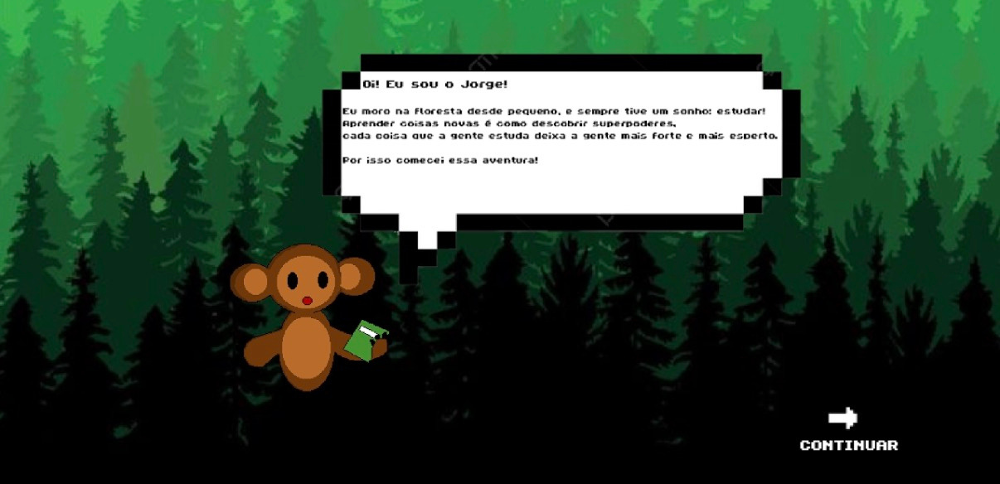 Oi! Eu sou o Jorge!
Eu moro na floresta desde pequeno, e sempre tive um sonho: estudar!
Aprender coisas novas é como descobrir superpoderes,
cada coisa que a gente estuda deixa a gente mais forte e mais esperto.
Por isso comecei essa aventura!
CONTINUAR